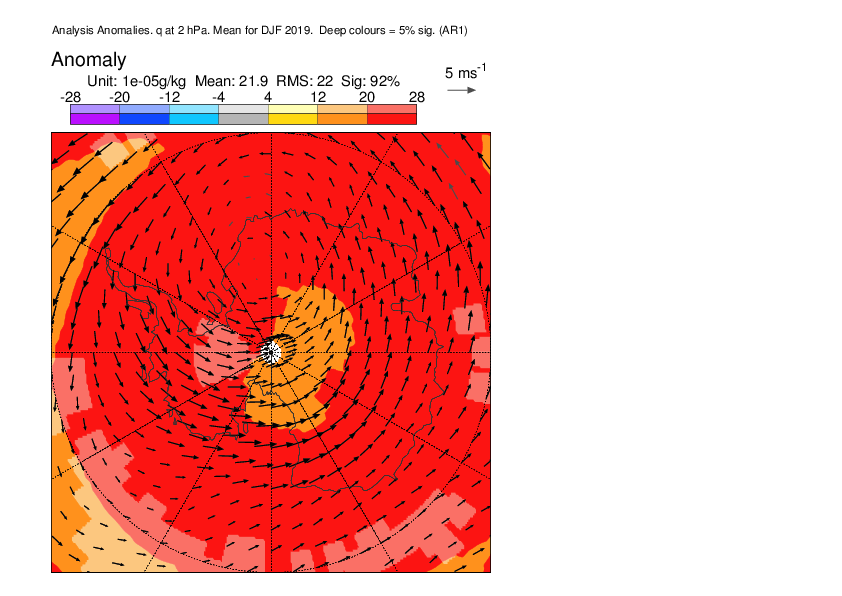 Analysis Anomalies. q at 2 hPa. Mean for DJF 2019.  Deep colours = 5% sig. (AR1)
Anomaly
5 ms-1
Unit: 1e-05g/kg  Mean: 21.9  RMS: 22  Sig: 92%
-28 -20 -12 -4 4 12 20 28